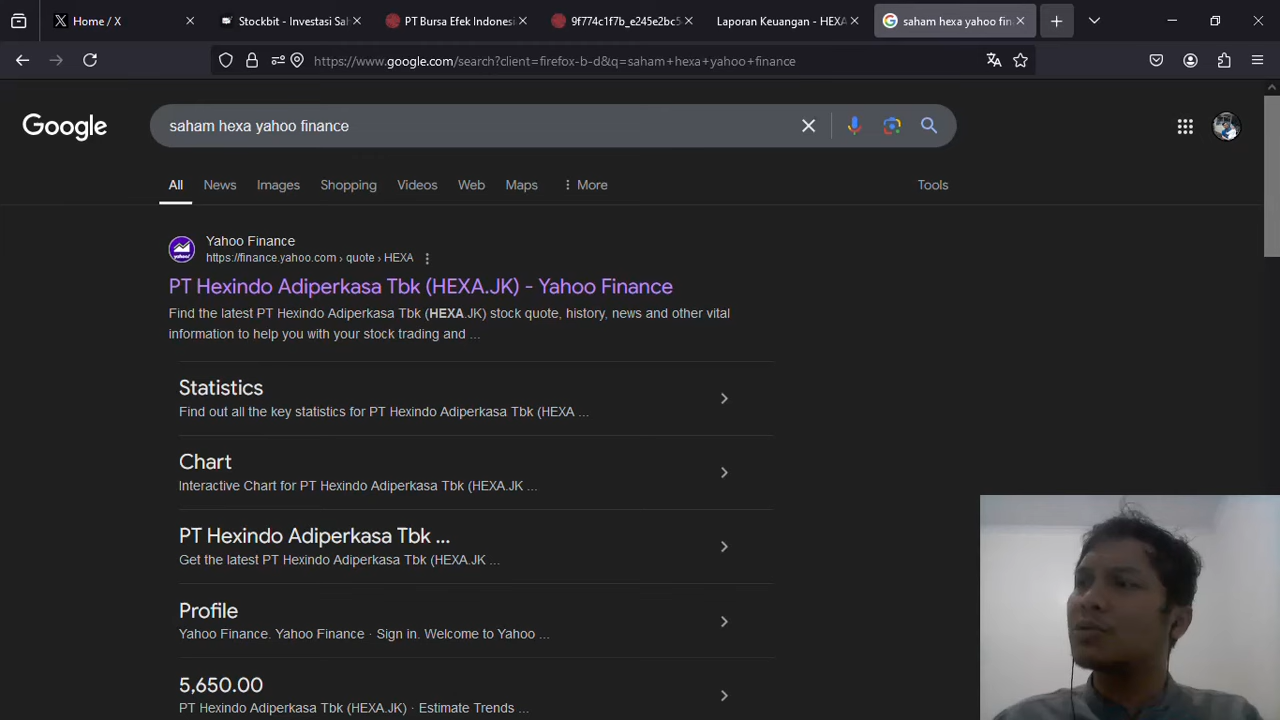 Home / X
Stockbit - Investasi Sah
PT Bursa Efek Indonesi
9f774c1f7b_e245e2bc5
Laporan Keuangan - HEXA
saham hexa yahoo fin
https://www.google.com/search?client=firefox-b-d&q=saham+hexa+yahoo+finance
Google
saham hexa yahoo finance
All
News
Images
Shopping
Videos
Web
Maps
More
Tools
Yahoo Finance
https://finance.yahoo.com › quote › HEXA
PT Hexindo Adiperkasa Tbk (HEXA.JK) - Yahoo Finance
Find the latest PT Hexindo Adiperkasa Tbk (HEXA.JK) stock quote, history, news and other vital
information to help you with your stock trading and ...
Statistics
Find out all the key statistics for PT Hexindo Adiperkasa Tbk (HEXA ...
Chart
Interactive Chart for PT Hexindo Adiperkasa Tbk (HEXA.JK ...
PT Hexindo Adiperkasa Tbk ...
Get the latest PT Hexindo Adiperkasa Tbk (HEXA.JK ...
Profile
Yahoo Finance. Yahoo Finance · Sign in. Welcome to Yahoo ...
5,650.00
PT Hexindo Adiperkasa Tbk (HEXA.JK) · Estimate Trends ...